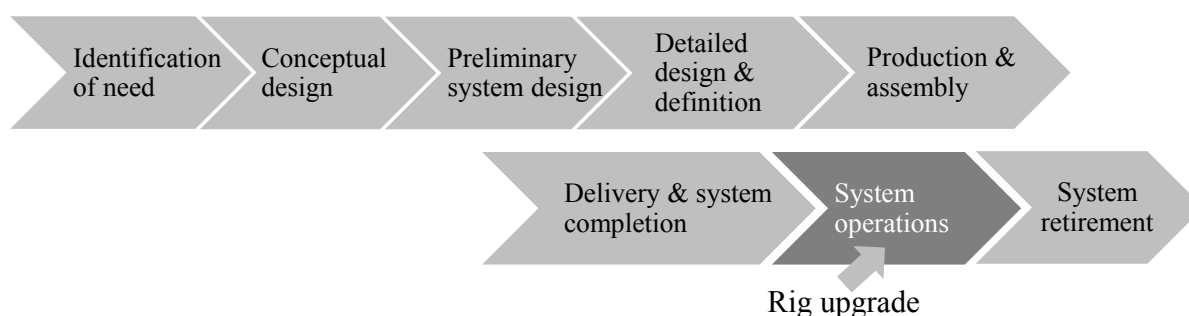 Identification
of need
Conceptual
design
Preliminary
system design
Detailed
design &
definition
Production &
assembly
Delivery & system
completion
System
operations
System
retirement
Rig upgrade